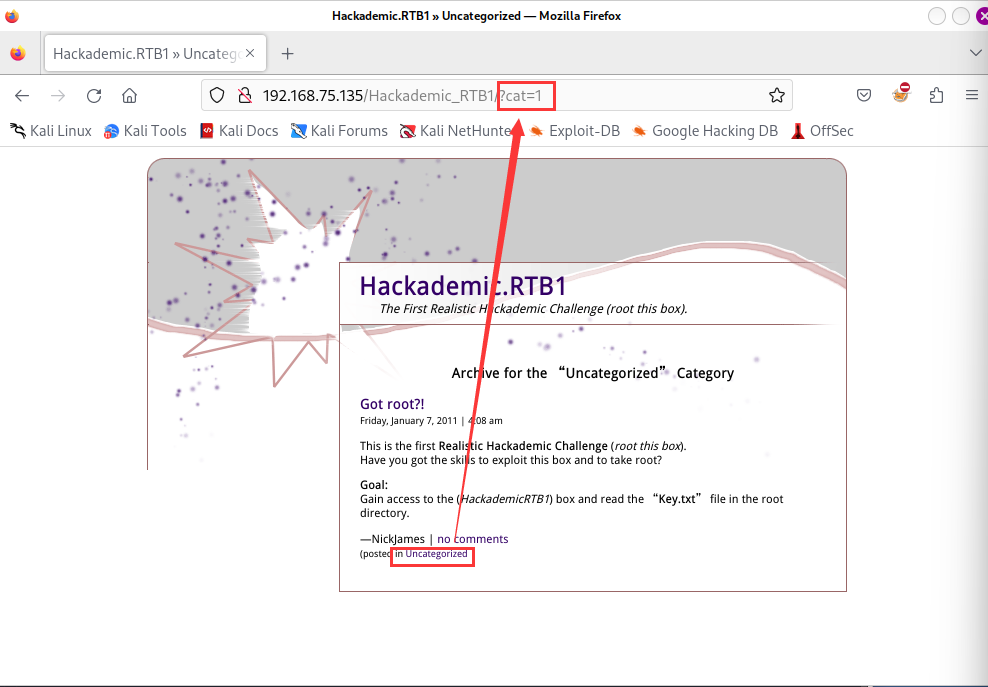 Hackademic.RTB1 » Uncategorized — Mozilla Firefox
Hackademic.RTB1 » Uncatego
192.168.75.135/Hackademic_RTB1/?cat=1
Kali Linux Kali Tools Kali Docs Kali Forums Kali NetHunte Exploit-DB Google Hacking DB OffSec
Hackademic.RTB1
The First Realistic Hackademic Challenge (root this box).
Archive for the “Uncategorized” Category
Got root?!
Friday, January 7, 2011 | 4:08 am
This is the first Realistic Hackademic Challenge (root this box).
Have you got the skills to exploit this box and to take root?
Goal:
Gain access to the (HackademicRTB1) box and read the “Key.txt” file in the root
directory.
—NickJames | no comments
(posted in Uncategorized